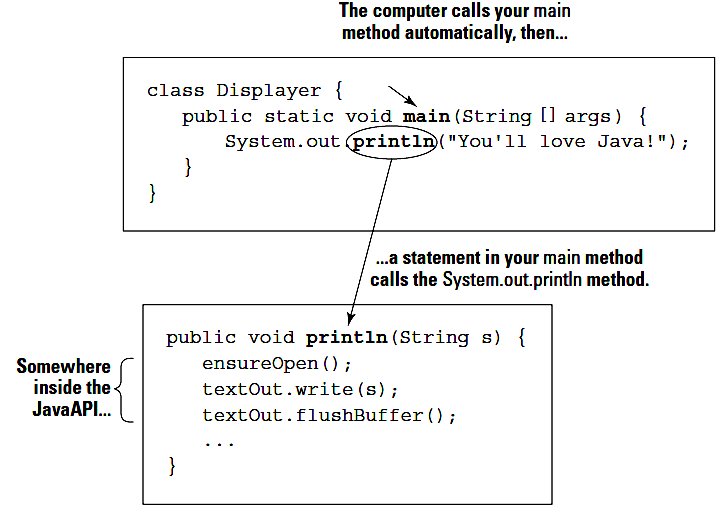 The computer calls your main
method automatically, then...
class Displayer {
public static void main(String [] args) {
System.out.println("You'll love Java!");
}
}
...a statement in your main method
calls the System.out.println method.
public void println(String s) {
ensureOpen();
textOut.write(s);
textOut.flushBuffer();
...
}
Somewhere
inside the
JavaAPI...